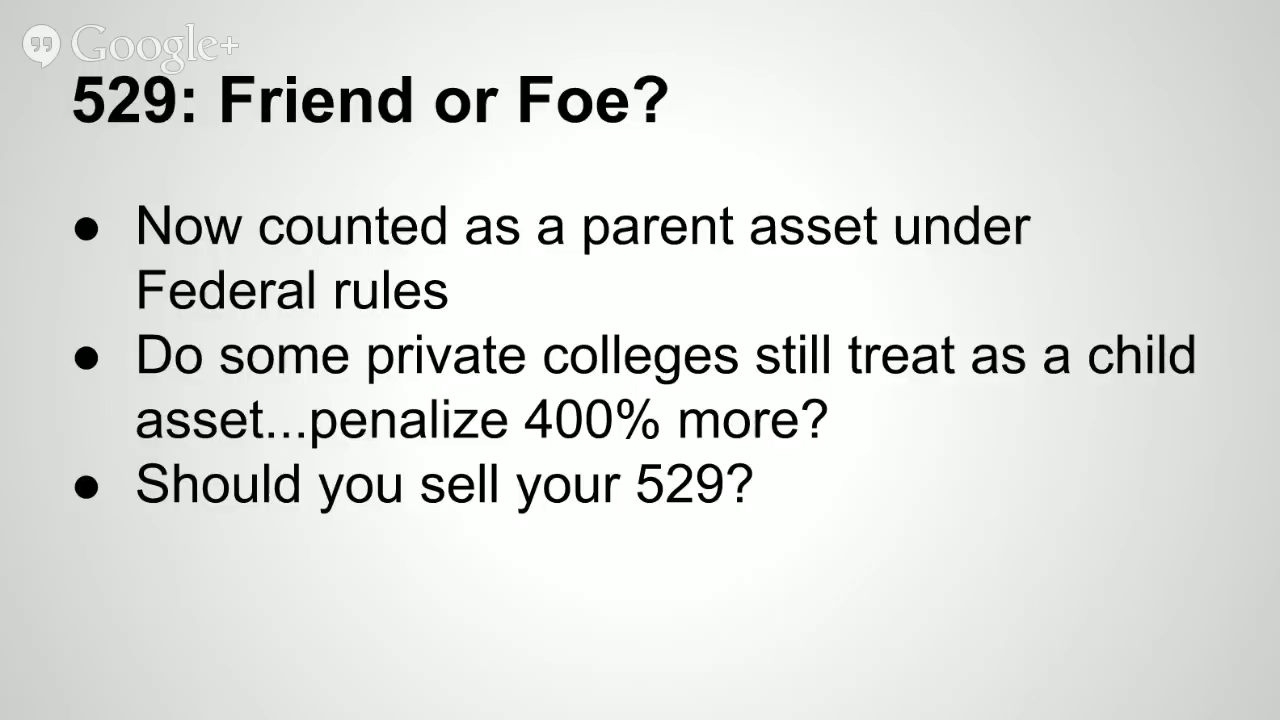 Google+
529: Friend or Foe?
● Now counted as a parent asset under
Federal rules
● Do some private colleges still treat as a child
asset...penalize 400% more?
● Should you sell your 529?